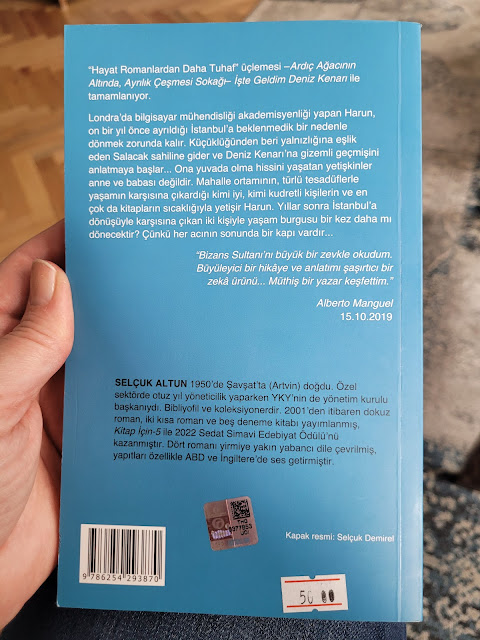 “Hayat Romanlardan Daha Tuhaf” üçlemesi –Ardıç Ağacının
Altında, Ayrılık Çeşmesi Sokağı– İşte Geldim Deniz Kenarı ile
tamamlanıyor.
Londra’da bilgisayar mühendisliği akademisyenliği yapan Harun,
on bir yıl önce ayrıldığı İstanbul’a beklenmedik bir nedenle
dönmek zorunda kalır. Küçüklüğünden beri yalnızlığına eşlik
eden Salacak sahiline gider ve Deniz Kenarı’na gizemli geçmişini
anlatmaya başlar... Ona yuvada olma hissini yaşatan yetişkinler
anne ve babası değildir. Mahalle ortamının, türlü tesadüflerle
yaşamın karşısına çıkardığı kimi iyi, kimi kudretli kişilerin ve en
çok da kitapların sıcaklığıyla yetişir Harun. Yıllar sonra İstanbul’a
dönüşüyle karşısına çıkan iki kişiyle yaşam burgusu bir kez daha mı
dönecektir? Çünkü her acının sonunda bir kapı vardır...
“Bizans Sultanı’nı büyük bir zevkle okudum.
Büyüleyici bir hikâye ve anlatımı şaşırtıcı bir
zekâ ürünü... Müthiş bir yazar keşfettim.”
Alberto Manguel
15.10.2019
SELÇUK ALTUN 1950’de Şavşat’ta (Artvin) doğdu. Özel
sektörde otuz yıl yöneticilik yaparken YKY’nin de yönetim kurulu
başkanıydı. Bibliyofil ve koleksiyonerdir. 2001’den itibaren dokuz
roman, iki kısa roman ve beş deneme kitabı yayımlanmış,
Kitap İçin-5 ile 2022 Sedat Simavi Edebiyat Ödülü’nü
kazanmıştır. Dört romanı yirmiye yakın yabancı dile çevrilmiş,
yapıtları özellikle ABD ve İngiltere’de ses getirmiştir.
Kapak resmi: Selçuk Demirel
9 786254 293870
50.00